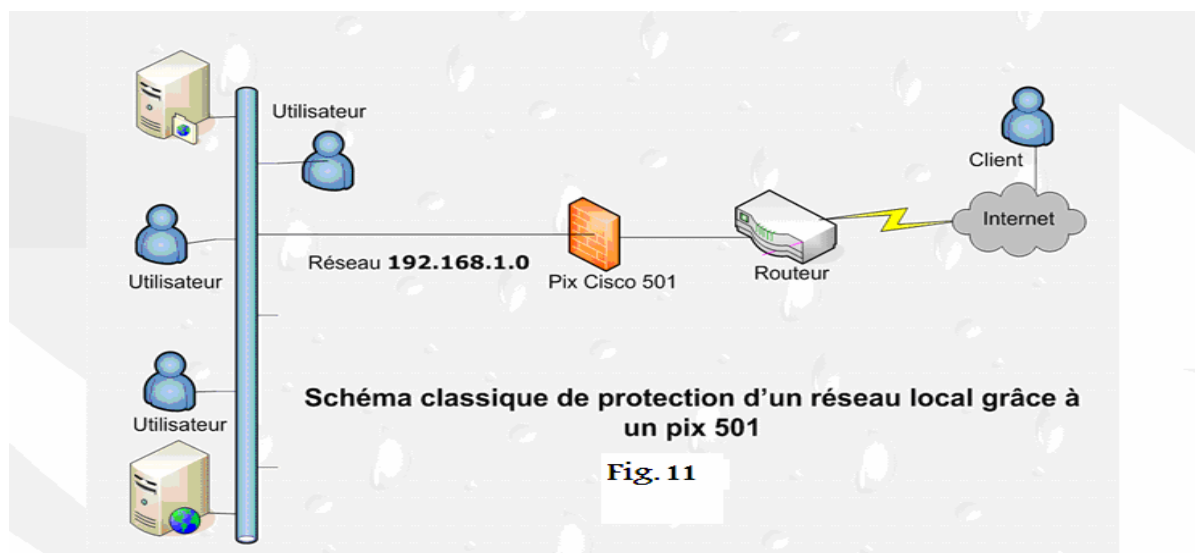 Utilisateur
Client
Internet
Utilisateur
Réseau 192.168.1.0
Pix Cisco 501
Routeur
Utilisateur
Schéma classique de protection d'un réseau local grâce à
un pix 501
Fig. 11